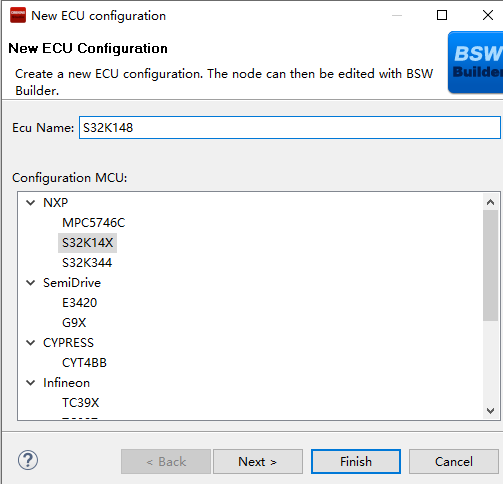 New ECU configuration
New ECU Configuration
Create a new ECU configuration. The node can then be edited with BSW
Builder.
BSW
Builder
Ecu Name:
S32K148
Configuration MCU:
NXP
MPC5746C
S32K14X
S32K344
SemiDrive
E3420
G9X
CYPRESS
CYT4BB
Infineon
TC39X
?
< Back
Next >
Finish
Cancel